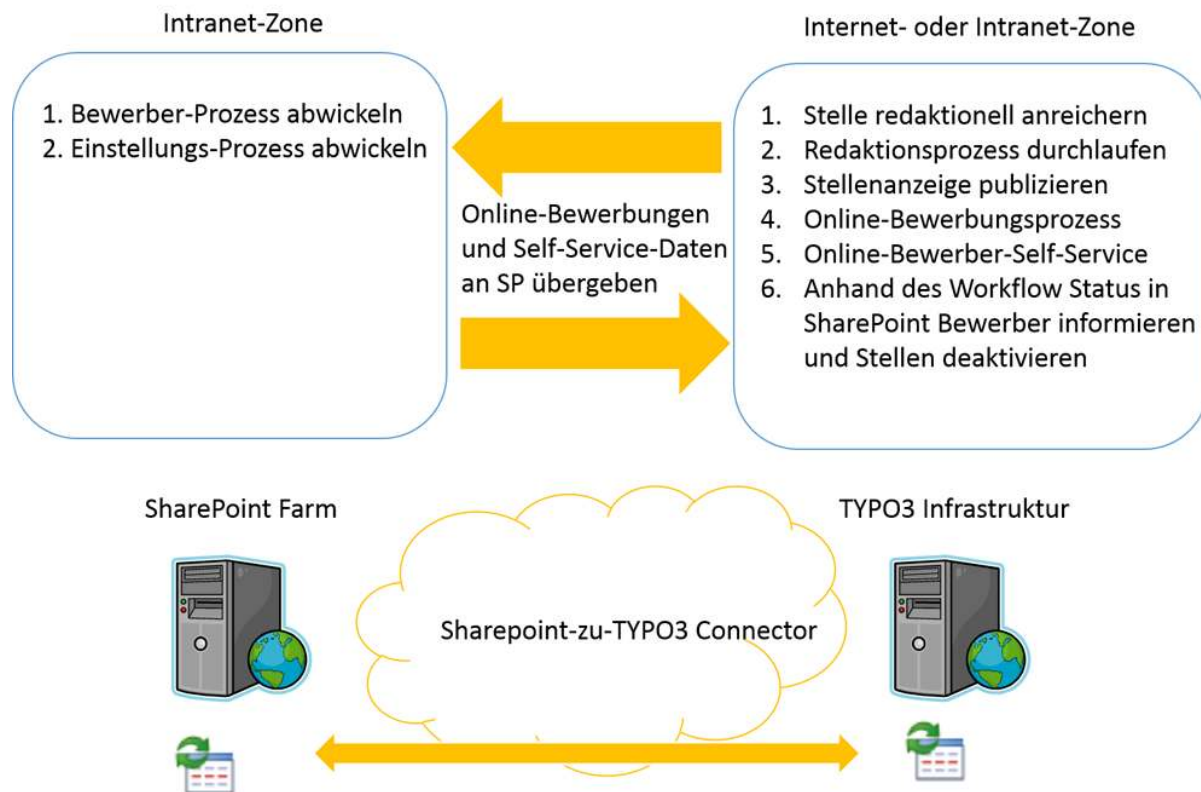 Intranet-Zone
1. Bewerber-Prozess abwickeln
2. Einstellungs-Prozess abwickeln
Online-Bewerbungen
und Self-Service-Daten
an SP übergeben
Internet- oder Intranet-Zone
1. Stelle redaktionell anreichern
2. Redaktionsprozess durchlaufen
3. Stellenanzeige publizieren
4. Online-Bewerbungsprozess
5. Online-Bewerber-Self-Service
6. Anhand des Workflow Status in
SharePoint Bewerber informieren
und Stellen deaktivieren
SharePoint Farm
Sharepoint-zu-TYPO3 Connector
TYPO3 Infrastruktur